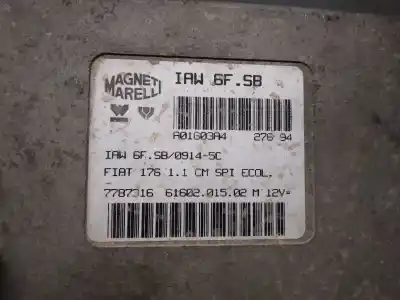 MAGNETI MARELLI
IAW 6F.SB
A01G03A4 276 94
IAW 6F.SB/0914-5C
FIAT 176 1.1 CM SPI ECOL.
7787316 61602.015.02 M 12V=